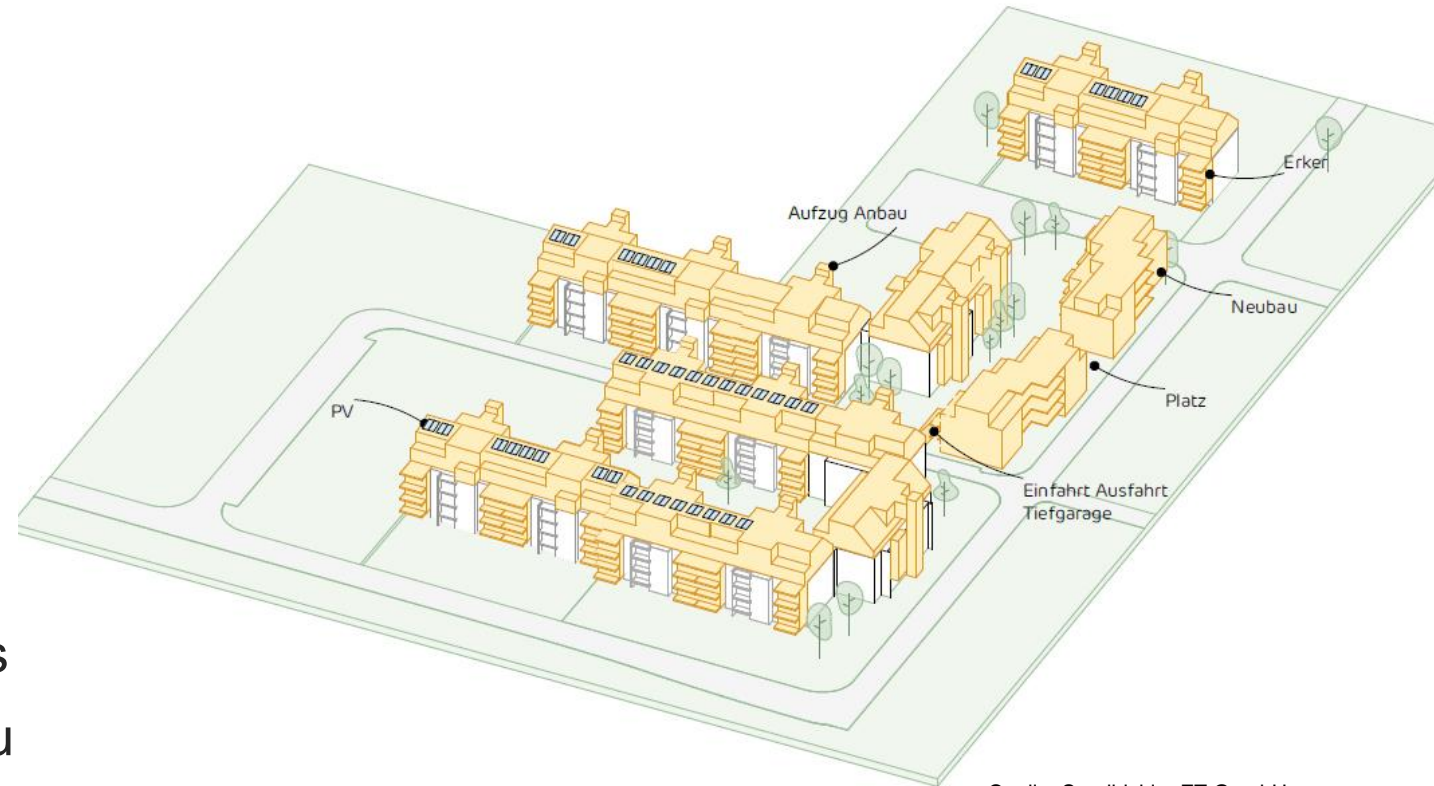 Erker
Aufzug Anbau
Neubau
Platz
PV
Einfahrt Ausfahrt
Tiefgarage
s
u